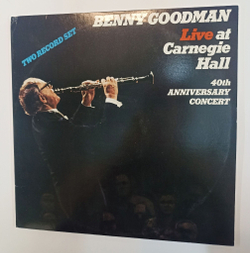 BENNY GOODMAN
Live at
Carnegie
Hall
40th
ANNIVERSARY
CONCERT
TWO RECORD SET